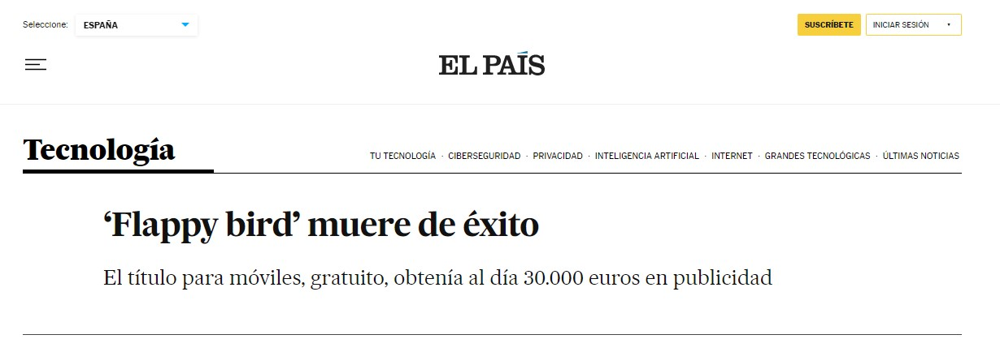 Seleccione: ESPAÑA SUSCRÍBETE INICIAR SESIÓN
EL PAÍS
Tecnología
TU TECNOLOGÍA · CIBERSEGURIDAD · PRIVACIDAD · INTELIGENCIA ARTIFICIAL · INTERNET · GRANDES TECNOLÓGICAS · ÚLTIMAS NOTICIAS
‘Flappy bird’ muere de éxito
El título para móviles, gratuito, obtenía al día 30.000 euros en publicidad